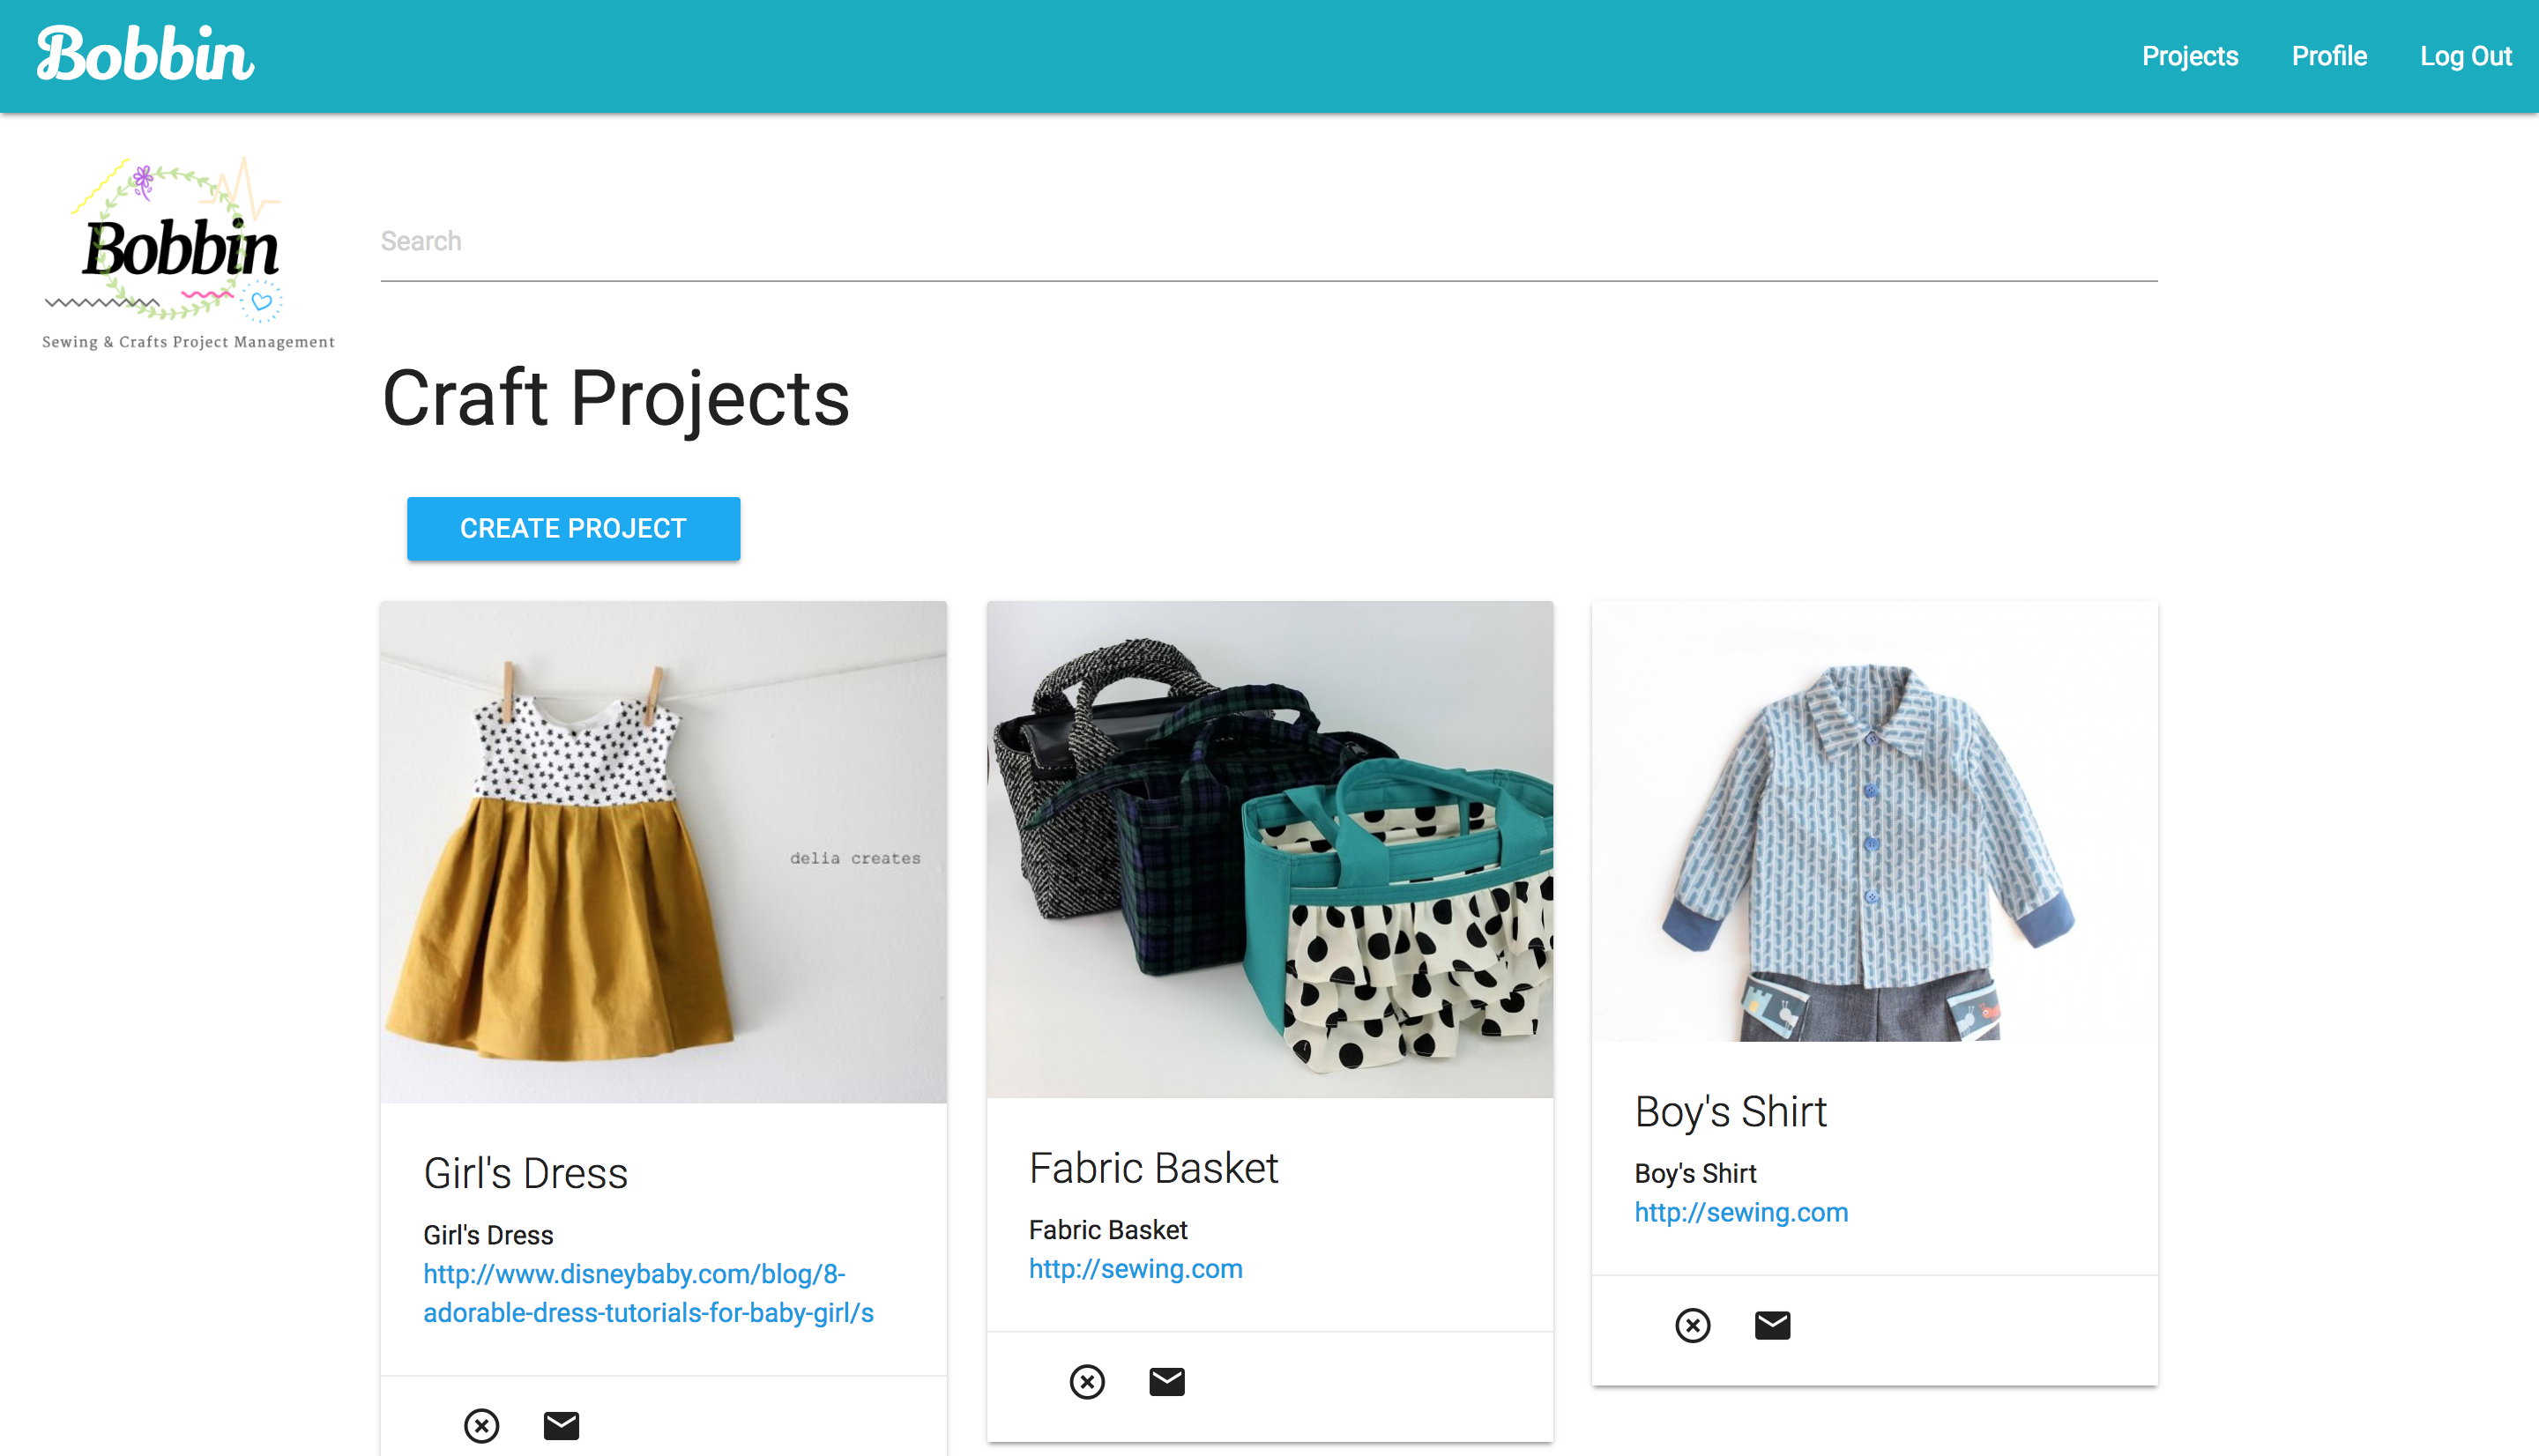 Bobbin
Projects
Profile
Log Out
Bobbin
Sewing & Crafts Project Management
Search
Craft Projects
CREATE PROJECT
delia creates
Girl's Dress
Girl's Dress
http://www.disneybaby.com/blog/8-
adorable-dress-tutorials-for-baby-girl/s
Fabric Basket
Fabric Basket
http://sewing.com
Boy's Shirt
Boy's Shirt
http://sewing.com